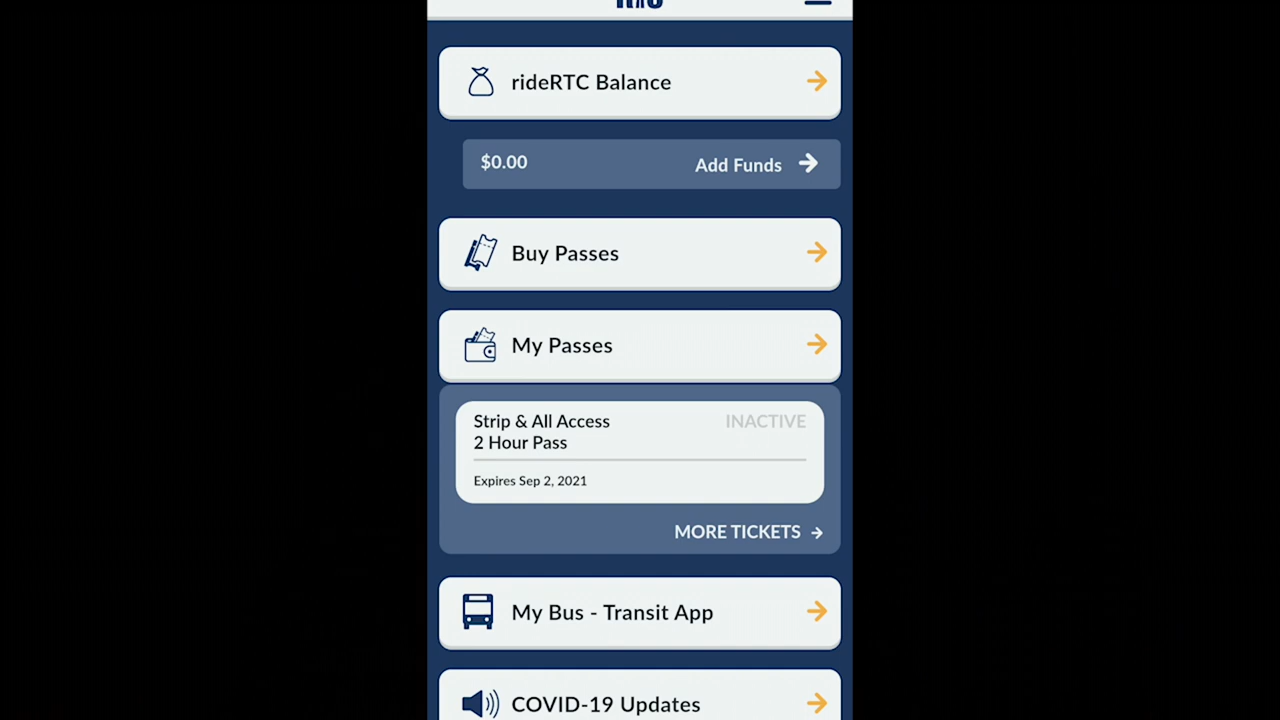 rideRTC Balance
$0.00
Add Funds
Buy Passes
My Passes
Strip & All Access
2 Hour Pass
INACTIVE
Expires Sep 2, 2021
MORE TICKETS
My Bus - Transit App
COVID-19 Updates